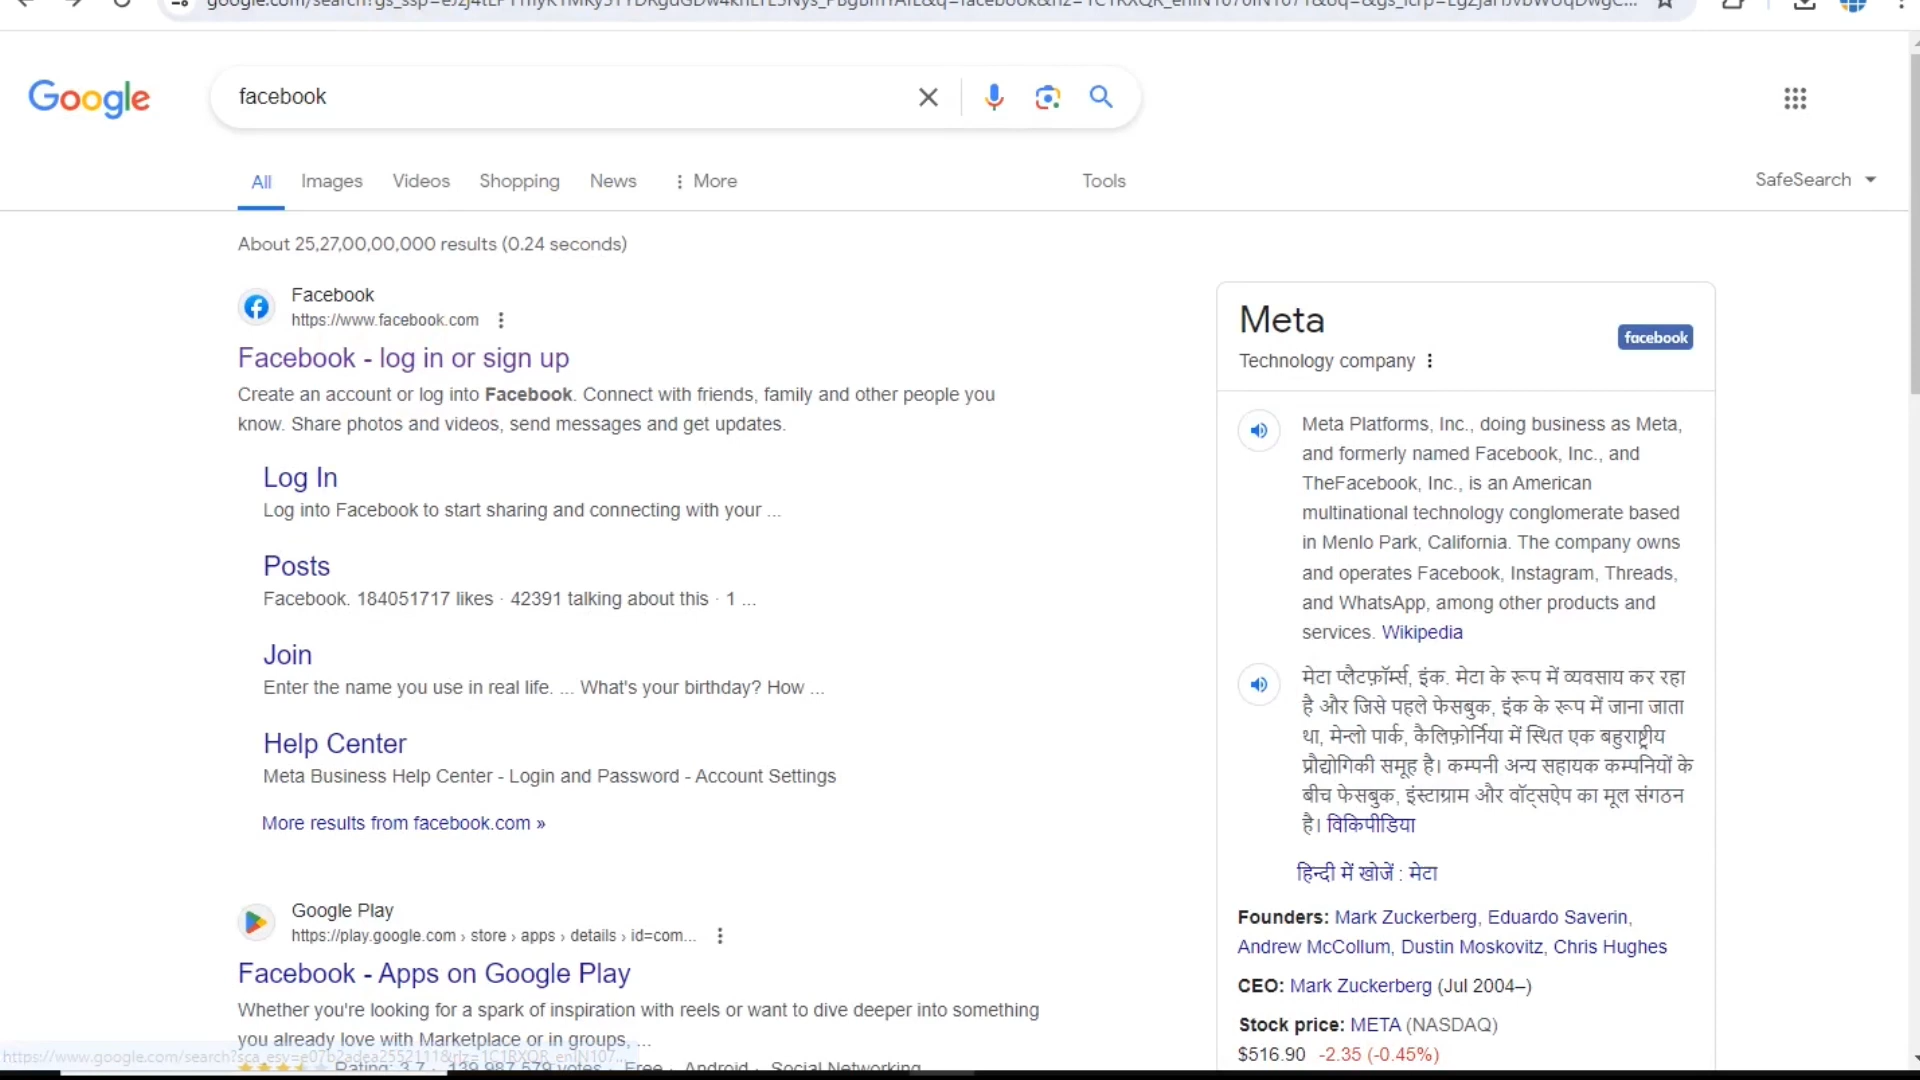 Google
facebook
All Images Videos Shopping News More Tools
SafeSearch
About 25,27,00,00,000 results (0.24 seconds)
Facebook
https://www.facebook.com
Facebook - log in or sign up
Create an account or log into Facebook. Connect with friends, family and other people you
know. Share photos and videos, send messages and get updates.
Log In
Log into Facebook to start sharing and connecting with your ...
Posts
Facebook. 184051717 likes · 42391 talking about this · 1 ...
Join
Enter the name you use in real life. ... What's your birthday? How ...
Help Center
Meta Business Help Center - Login and Password - Account Settings
More results from facebook.com »
Google Play
https://play.google.com › store › apps › details › id=com...
Facebook - Apps on Google Play
Whether you're looking for a spark of inspiration with reels or want to dive deeper into something
you already love with Marketplace or in groups, ...
Rating: 3.7 · 139,987,579 votes · Free · Android · Social Networking
Meta
facebook
Technology company
Meta Platforms, Inc., doing business as Meta,
and formerly named Facebook, Inc., and
TheFacebook, Inc., is an American
multinational technology conglomerate based
in Menlo Park, California. The company owns
and operates Facebook, Instagram, Threads,
and WhatsApp, among other products and
services. Wikipedia
मेटा प्लैटफ़ॉर्म्स, इंक. मेटा के रूप में व्यवसाय कर रहा
है और जिसे पहले फेसबुक, इंक के रूप में जाना जाता
था, मेन्लो पार्क, कैलिफ़ोर्निया में स्थित एक बहुराष्ट्रीय
प्रौद्योगिकी समूह है। कम्पनी अन्य सहायक कम्पनियों के
बीच फेसबुक, इंस्टाग्राम और वॉट्सऐप का मूल संगठन
है। विकिपीडिया
हिन्दी में खोजें : मेटा
Founders: Mark Zuckerberg, Eduardo Saverin,
Andrew McCollum, Dustin Moskovitz, Chris Hughes
CEO: Mark Zuckerberg (Jul 2004–)
Stock price: META (NASDAQ)
$516.90 -2.35 (-0.45%)